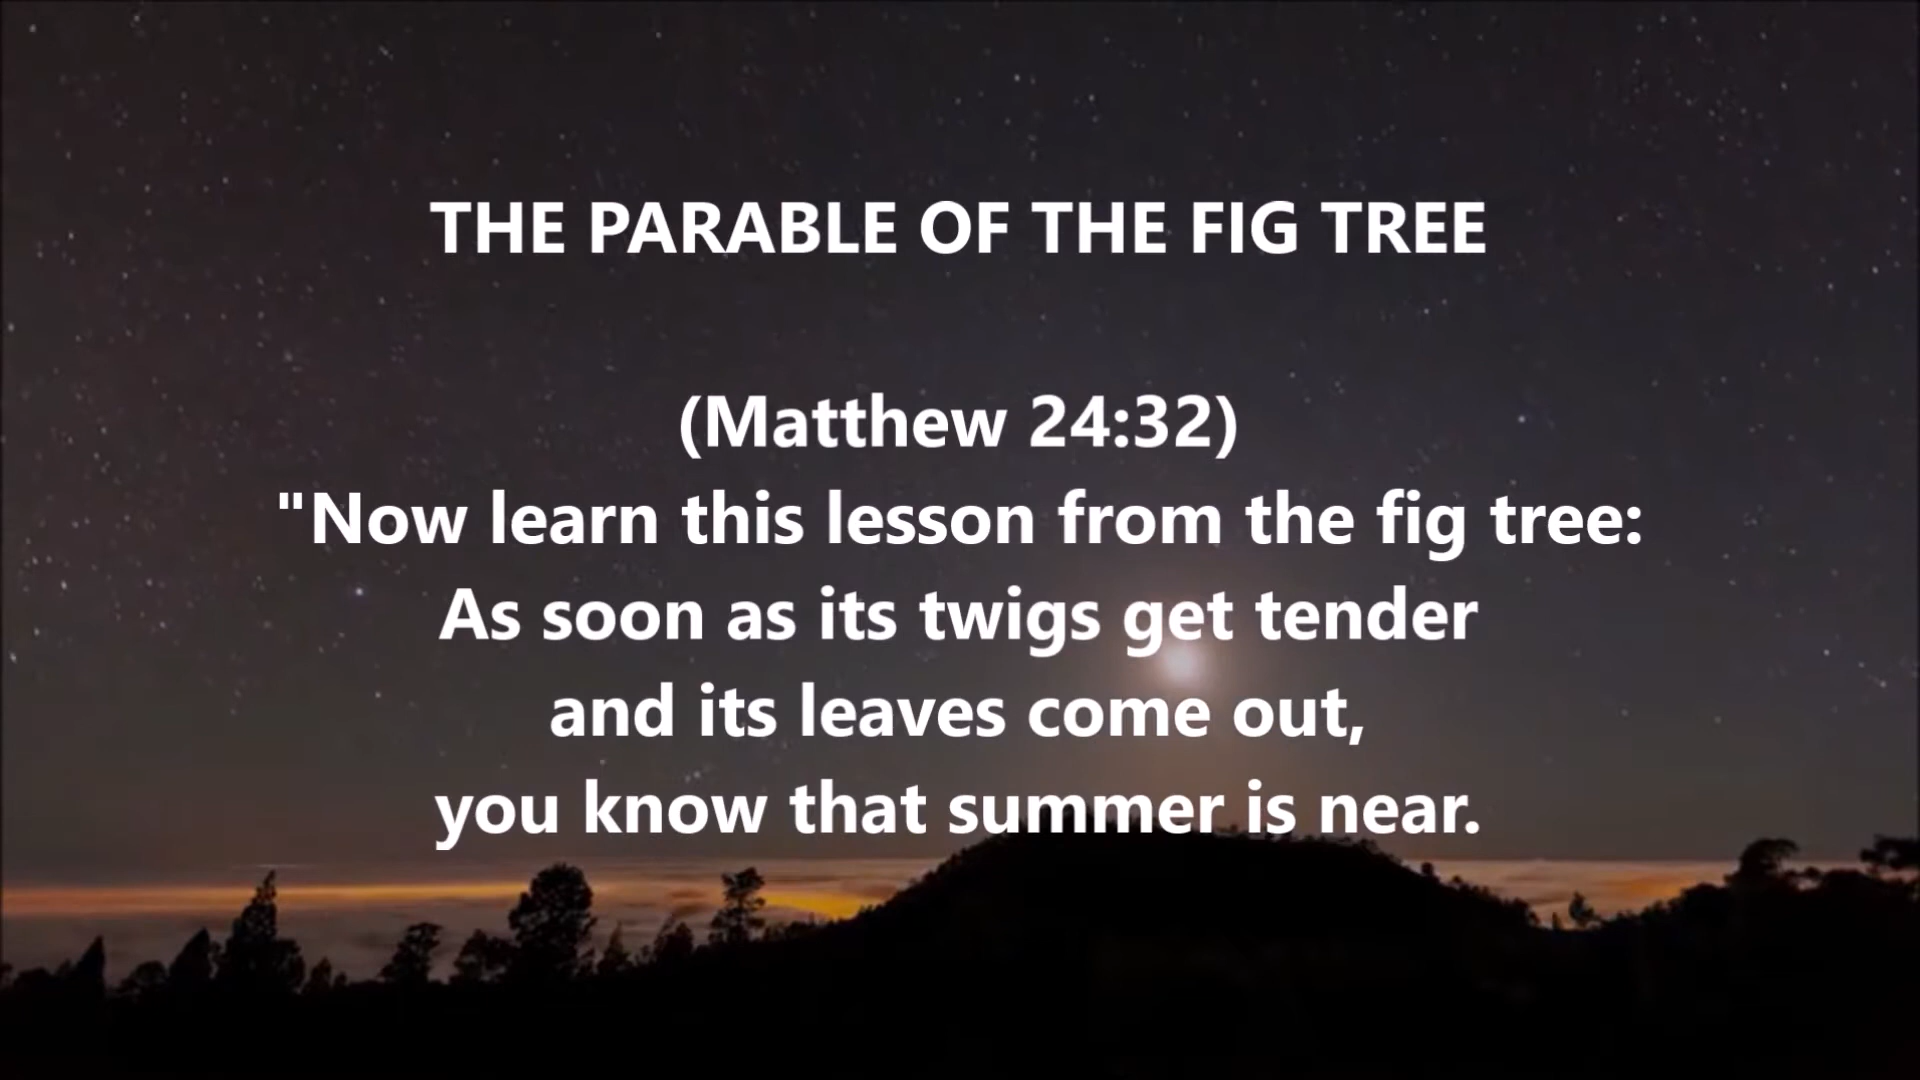 THE PARABLE OF THE FIG TREE
(Matthew 24:32)
"Now learn this lesson from the fig tree:
As soon as its twigs get tender
and its leaves come out,
you know that summer is near.